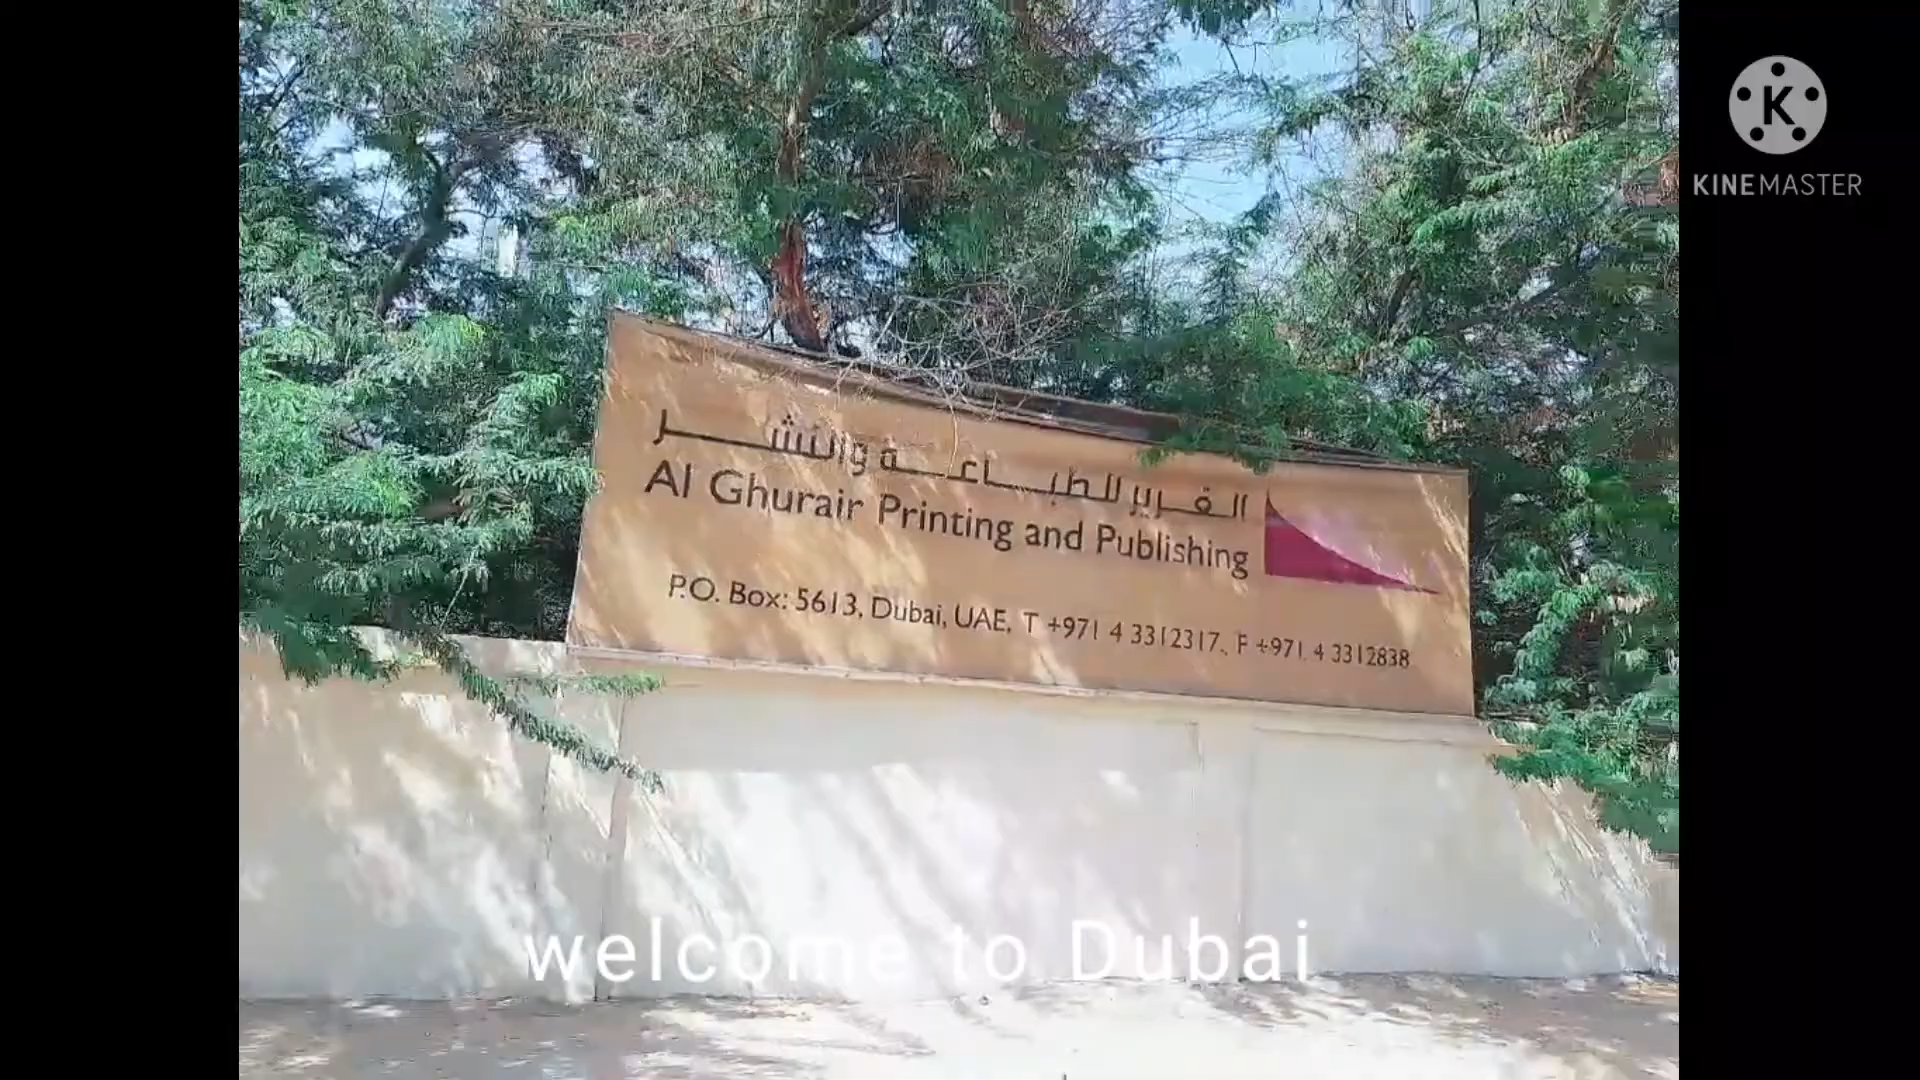 KINEMASTER
الغرير للطباعة والنشر
Al Ghurair Printing and Publishing
P.O. Box: 5613, Dubai, UAE, T +971 4 3312317, F +971 4 3312838
welcome to Dubai